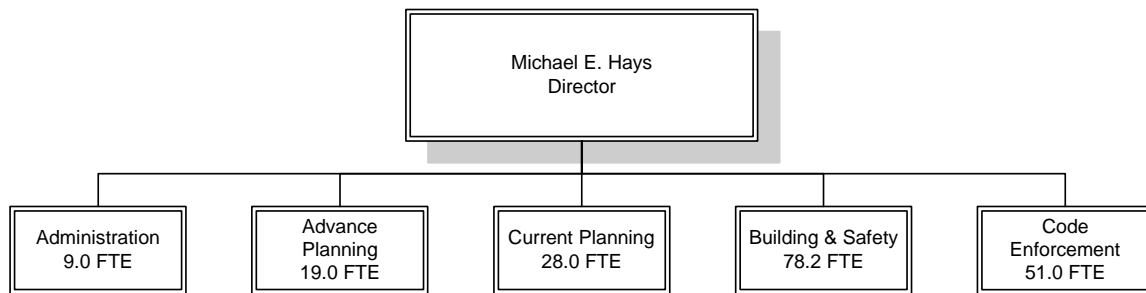 Michael E. Hays
Director
Administration
9.0 FTE
Advance
Planning
19.0 FTE
Current Planning
28.0 FTE
Building & Safety
78.2 FTE
Code
Enforcement
51.0 FTE